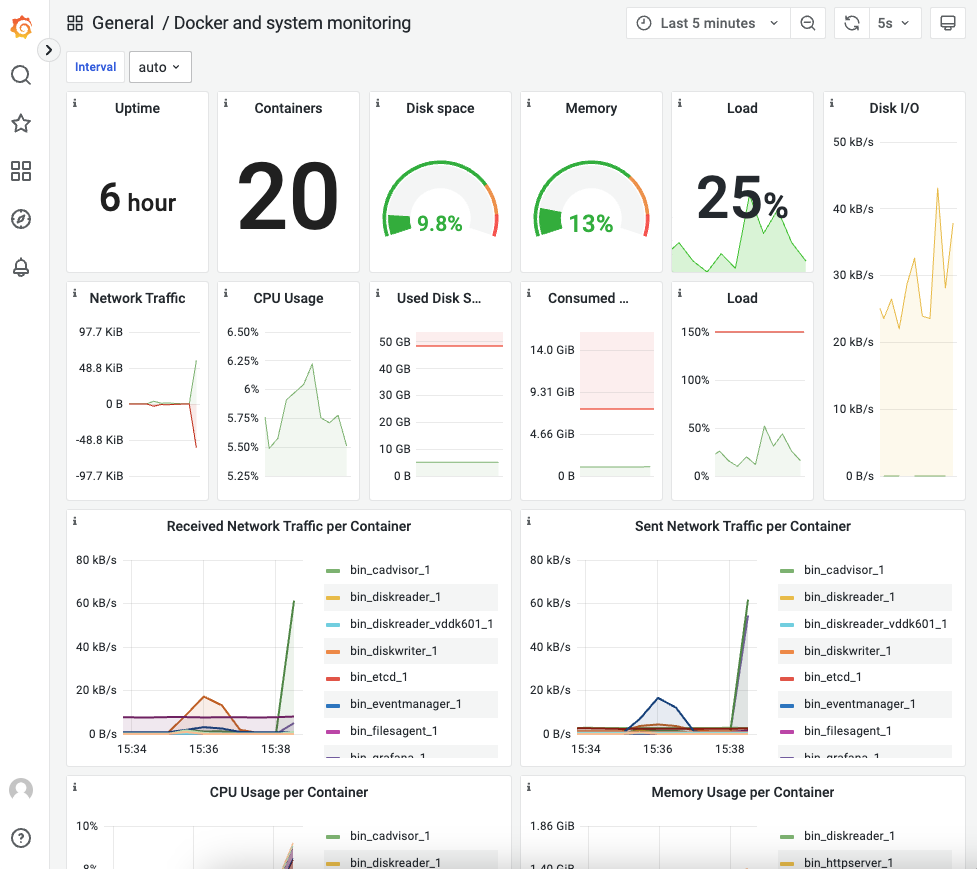 General / Docker and system monitoring
Last 5 minutes
5s
Interval
auto
Uptime
6 hour
Containers
20
Disk space
9.8%
Memory
13%
Load
25%
Disk I/O
50 kB/s
40 kB/s
30 kB/s
20 kB/s
10 kB/s
0 B/s
Network Traffic
97.7 KiB
48.8 KiB
0 B
-48.8 KiB
-97.7 KiB
CPU Usage
6.50%
6.25%
6%
5.75%
5.50%
5.25%
Used Disk S...
50 GB
40 GB
30 GB
20 GB
10 GB
0 B
Consumed ...
14.0 GiB
9.31 GiB
4.66 GiB
0 B
Load
150%
100%
50%
0%
Received Network Traffic per Container
80 kB/s
60 kB/s
40 kB/s
20 kB/s
0 B/s
15:34
15:36
15:38
bin_cadvisor_1
bin_diskreader_1
bin_diskreader_vddk601_1
bin_diskwriter_1
bin_etcd_1
bin_eventmanager_1
bin_filesagent_1
bin_grafana_1
Sent Network Traffic per Container
80 kB/s
60 kB/s
40 kB/s
20 kB/s
0 B/s
15:34
15:36
15:38
bin_cadvisor_1
bin_diskreader_1
bin_diskreader_vddk601_1
bin_diskwriter_1
bin_etcd_1
bin_eventmanager_1
bin_filesagent_1
bin_grafana_1
CPU Usage per Container
10%
8%
bin_cadvisor_1
bin_diskreader_1
Memory Usage per Container
1.86 GiB
1.40 GiB
bin_diskreader_1
bin_httpserver_1